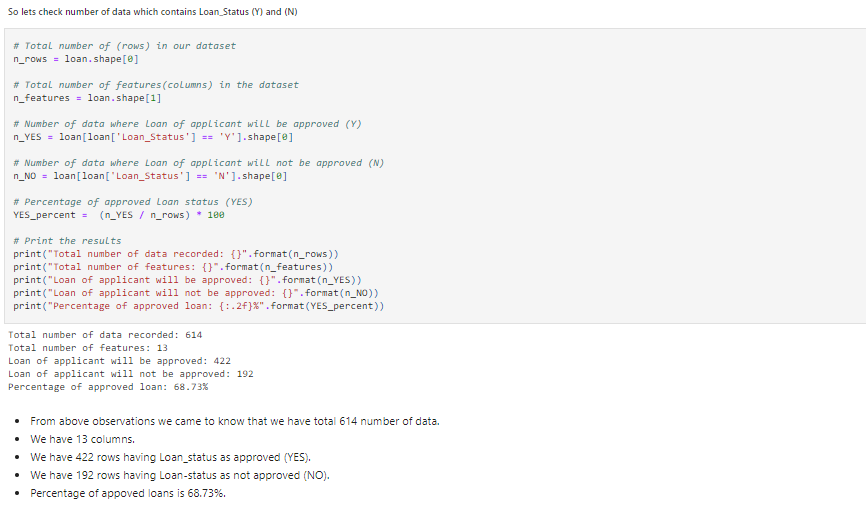 So lets check number of data which contains Loan_Status (Y) and (N)
# Total number of (rows) in our dataset
n_rows = loan.shape[0]
# Total number of features(columns) in the dataset
n_features = loan.shape[1]
# Number of data where loan of applicant will be approved (Y)
n_YES = loan[loan['Loan_Status'] == 'Y'].shape[0]
# Number of data where loan of applicant will not be approved (N)
n_NO = loan[loan['Loan_Status'] == 'N'].shape[0]
# Percentage of approved loan status (YES)
YES_percent =  (n_YES / n_rows) * 100
# Print the results
print("Total number of data recorded: {}".format(n_rows))
print("Total number of features: {}".format(n_features))
print("Loan of applicant will be approved: {}".format(n_YES))
print("Loan of applicant will not be approved: {}".format(n_NO))
print("Percentage of approved loan: {:.2f}%".format(YES_percent))
Total number of data recorded: 614
Total number of features: 13
Loan of applicant will be approved: 422
Loan of applicant will not be approved: 192
Percentage of approved loan: 68.73%
• From above observations we came to know that we have total 614 number of data.
• We have 13 columns.
• We have 422 rows having Loan_status as approved (YES).
• We have 192 rows having Loan-status as not approved (NO).
• Percentage of appoved loans is 68.73%.